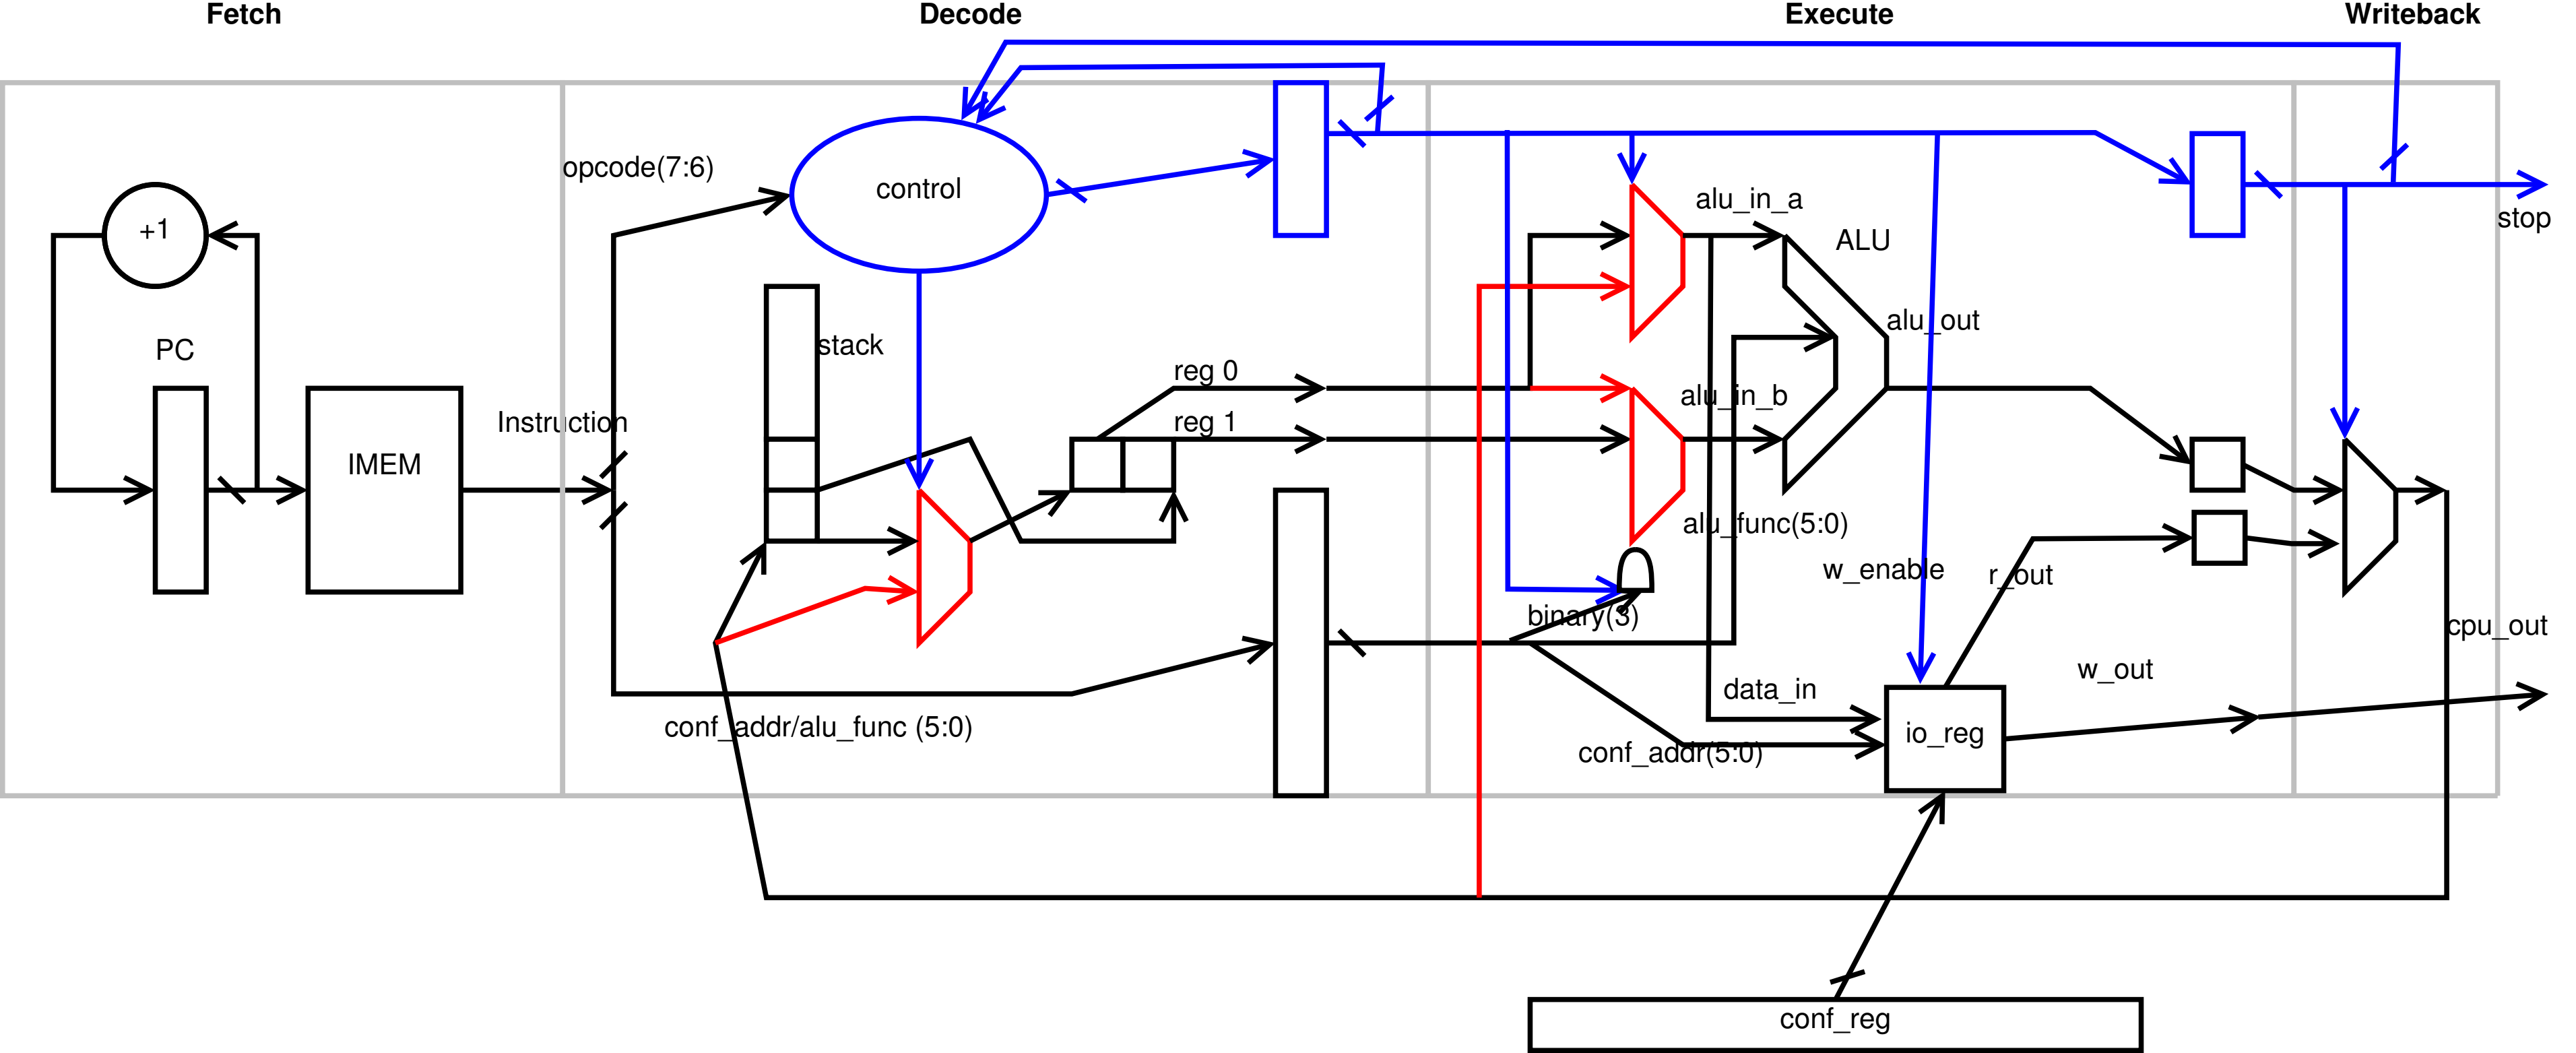 Fetch
Decode
Execute
Writeback
opcode(7:6)
control
+1
PC
IMEM
Instruction
stack
reg 0
reg 1
conf_addr/alu_func (5:0)
alu_in_a
ALU
alu_out
alu_in_b
alu_func(5:0)
w_enable
r_out
binary(3)
data_in
conf_addr(5:0)
io_reg
w_out
stop
cpu_out
conf_reg